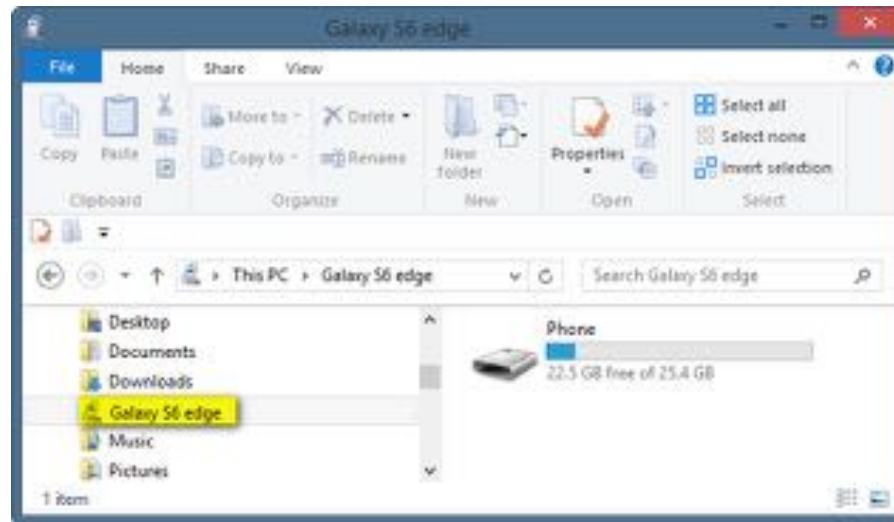 Galaxy S6 edge
File Home Share View
Copy Paste Move to Copy to Delete Rename New folder Properties Select all Select none Invert selection
Clipboard Organize New Open Select
This PC Galaxy S6 edge Search Galaxy S6 edge
Desktop
Documents
Downloads
Galaxy S6 edge
Music
Pictures
Phone
22.5 GB free of 25.4 GB
1 item